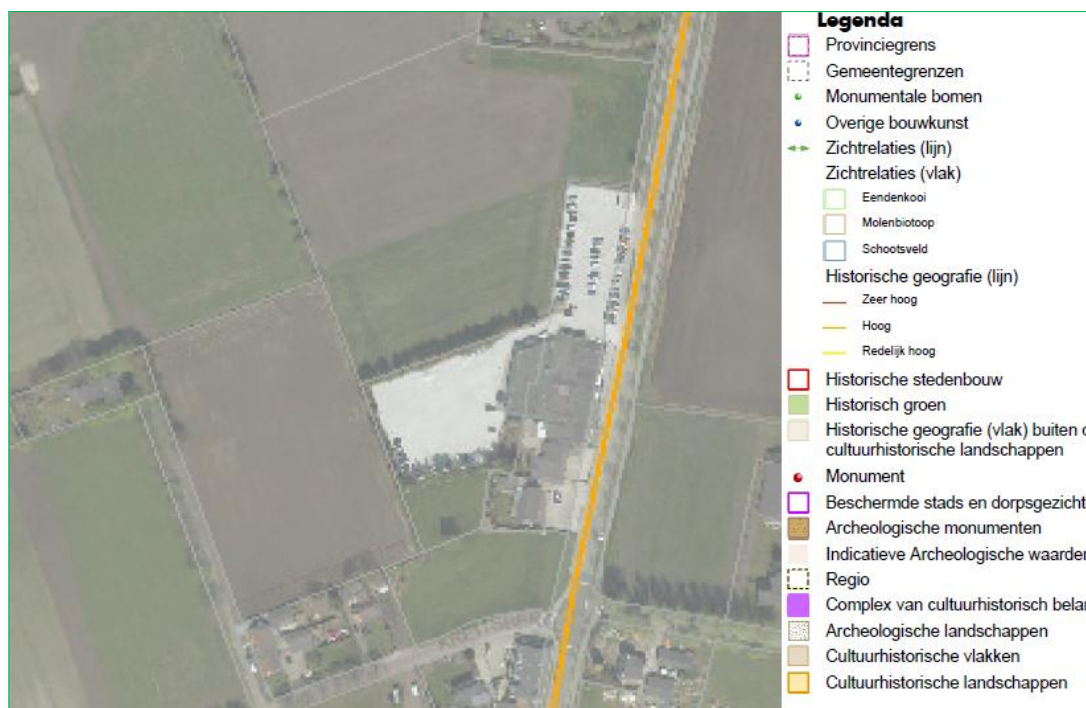 Legenda
Provinciegrens
Gemeentegrenzen
Monumentale bomen
Overige bouwkunst
Zichtrelaties (lijn)
Zichtrelaties (vlak)
Eendenkooi
Molenbiotoop
Schootsveld
Historische geografie (lijn)
Zeer hoog
Hoog
Redelijk hoog
Historische stedenbouw
Historisch groen
Historische geografie (vlak) buiten
cultuurhistorische landschappen
Monument
Beschermde stads en dorpsgezicht
Archeologische monumenten
Indicatieve Archeologische waarden
Regio
Complex van cultuurhistorisch belan
Archeologische landschappen
Cultuurhistorische vlakken
Cultuurhistorische landschappen